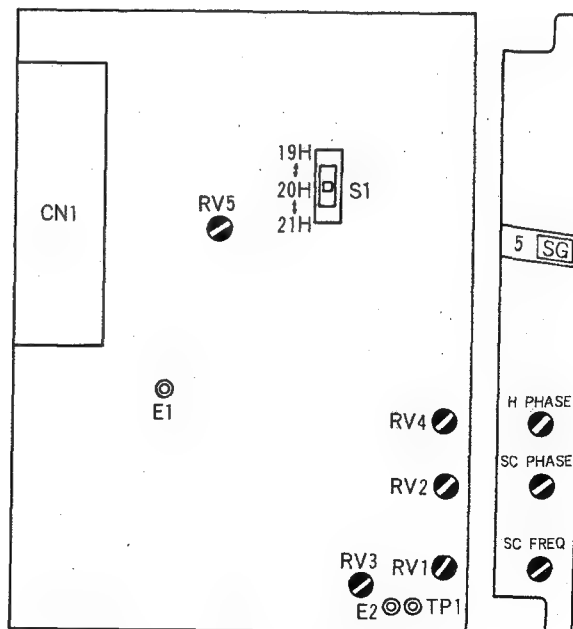 19H
20H
21H
S1
RV5
CN1
5 SG
E1
RV4
H PHASE
RV2
SC PHASE
RV3
RV1
SC FREQ
E2
TP1